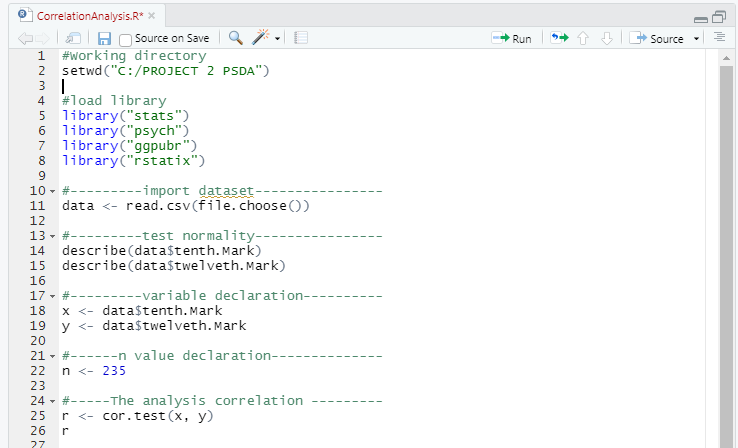 CorrelationAnalysis.R*
Source on Save Run Source
1 #Working directory
2 setwd("C:/PROJECT 2 PSDA")
3
4 #load library
5 library("stats")
6 library("psych")
7 library("ggpubr")
8 library("rstatix")
9
10 #---------import dataset----------------
11 data <- read.csv(file.choose())
12
13 #---------test normality----------------
14 describe(data$tenth.Mark)
15 describe(data$twelveth.Mark)
16
17 #---------variable declaration----------
18 x <- data$tenth.Mark
19 y <- data$twelveth.Mark
20
21 #------n value declaration--------------
22 n <- 235
23
24 #-----The analysis correlation ---------
25 r <- cor.test(x, y)
26 r
27